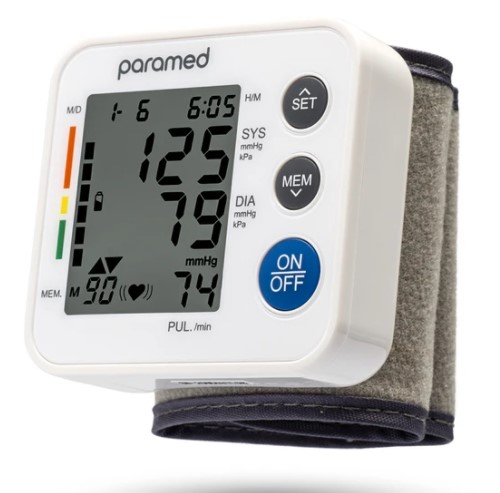 paramed
M/D 1- 6 6:05 H/M
SET
125 SYS
mmHg
kPa
MEM
79 DIA
mmHg
kPa
mmHg
ON
OFF
MEM. M 90 74
PUL./min